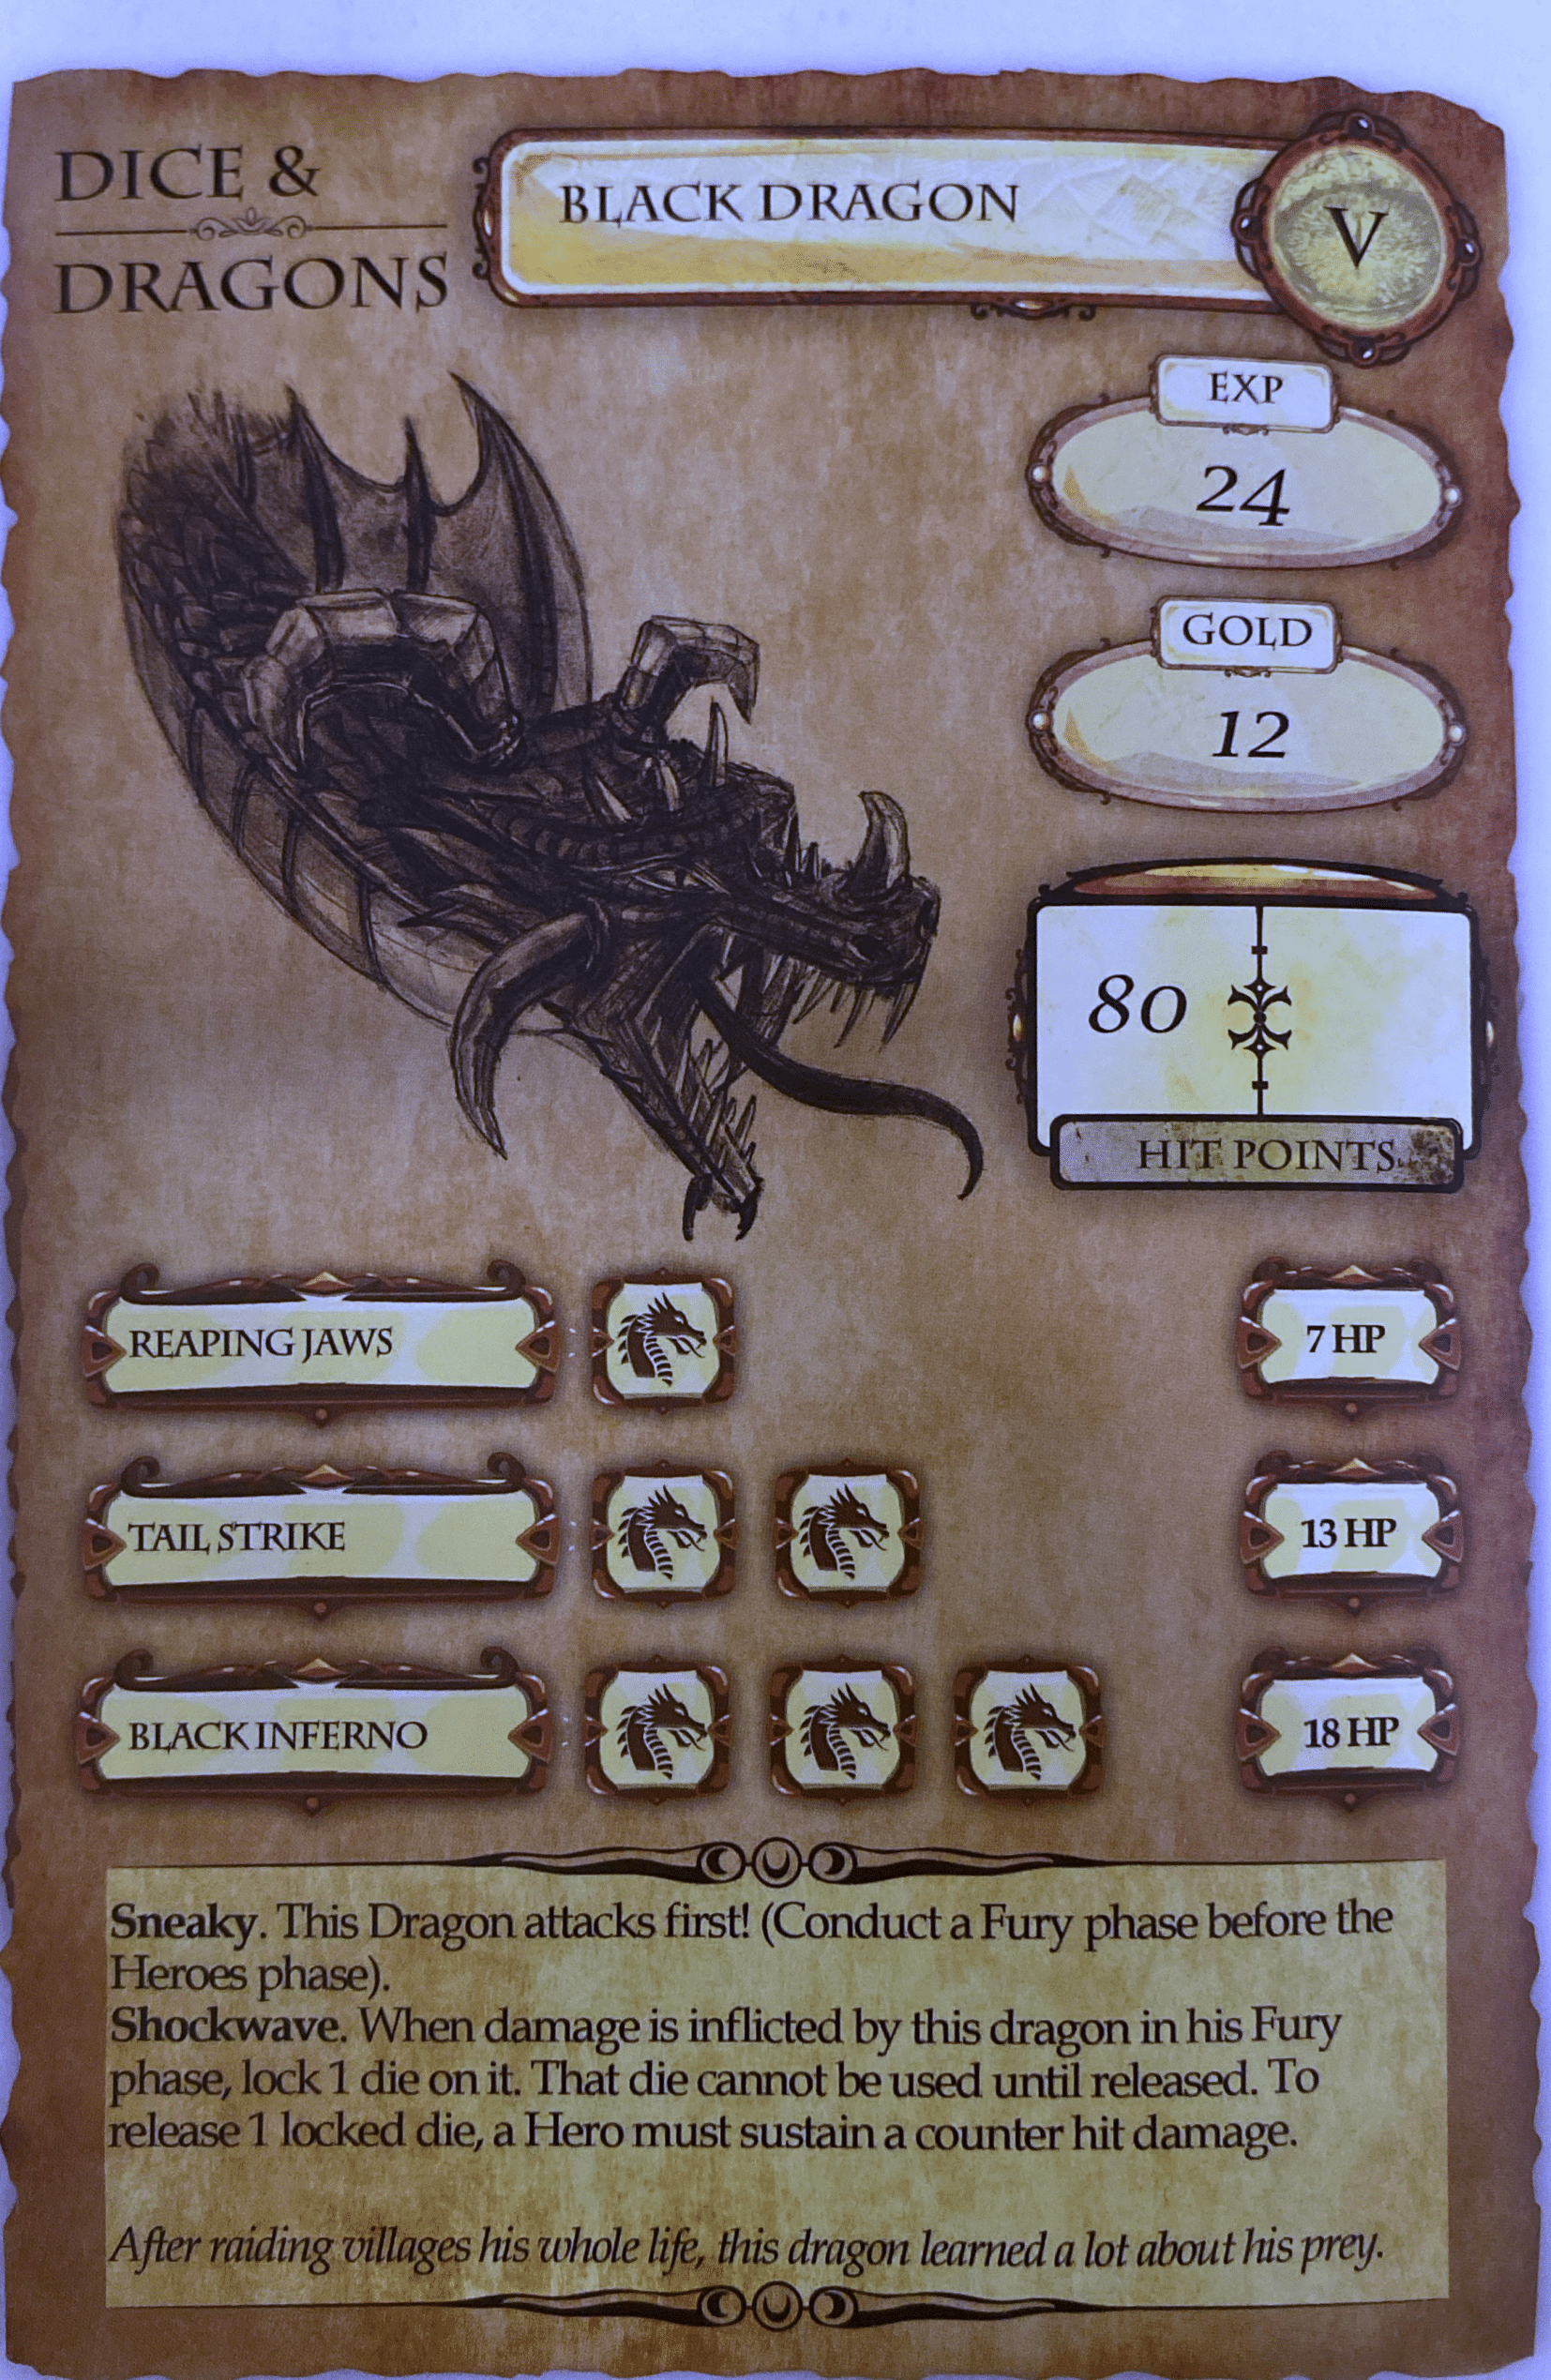 DICE &
DRAGONS
BLACK DRAGON
V
EXP
24
GOLD
12
80
HIT POINTS
REAPING JAWS
7 HP
TAIL STRIKE
13 HP
BLACK INFERNO
18 HP
Sneaky. This Dragon attacks first! (Conduct a Fury phase before the
Heroes phase).
Shockwave. When damage is inflicted by this dragon in his Fury
phase, lock 1 die on it. That die cannot be used until released. To
release 1 locked die, a Hero must sustain a counter hit damage.
After raiding villages his whole life, this dragon learned a lot about his prey.